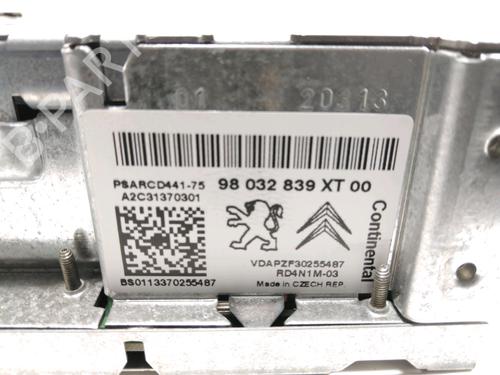 01 20313
PSARCD441-75
98 032 839 XT 00
A2C31370301
Continental
VDAPZF30255487
RD4N1M-03
BS0113370255487
Made in CZECH REP.
B-PARTS